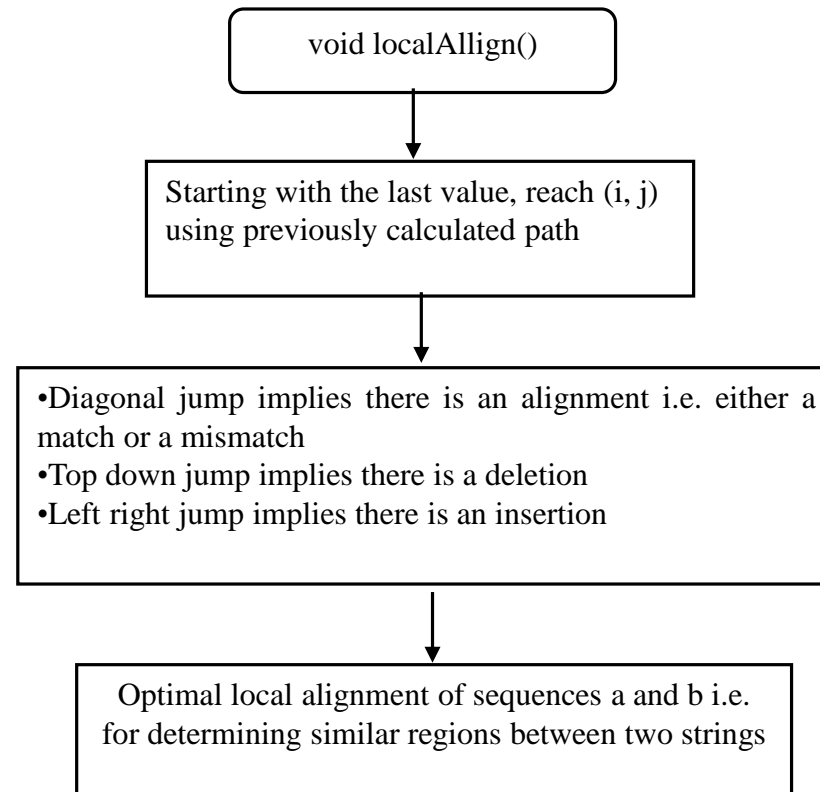 void localAllign()
Starting with the last value, reach (i, j)
using previously calculated path
•Diagonal jump implies there is an alignment i.e. either a
match or a mismatch
•Top down jump implies there is a deletion
•Left right jump implies there is an insertion
Optimal local alignment of sequences a and b i.e.
for determining similar regions between two strings